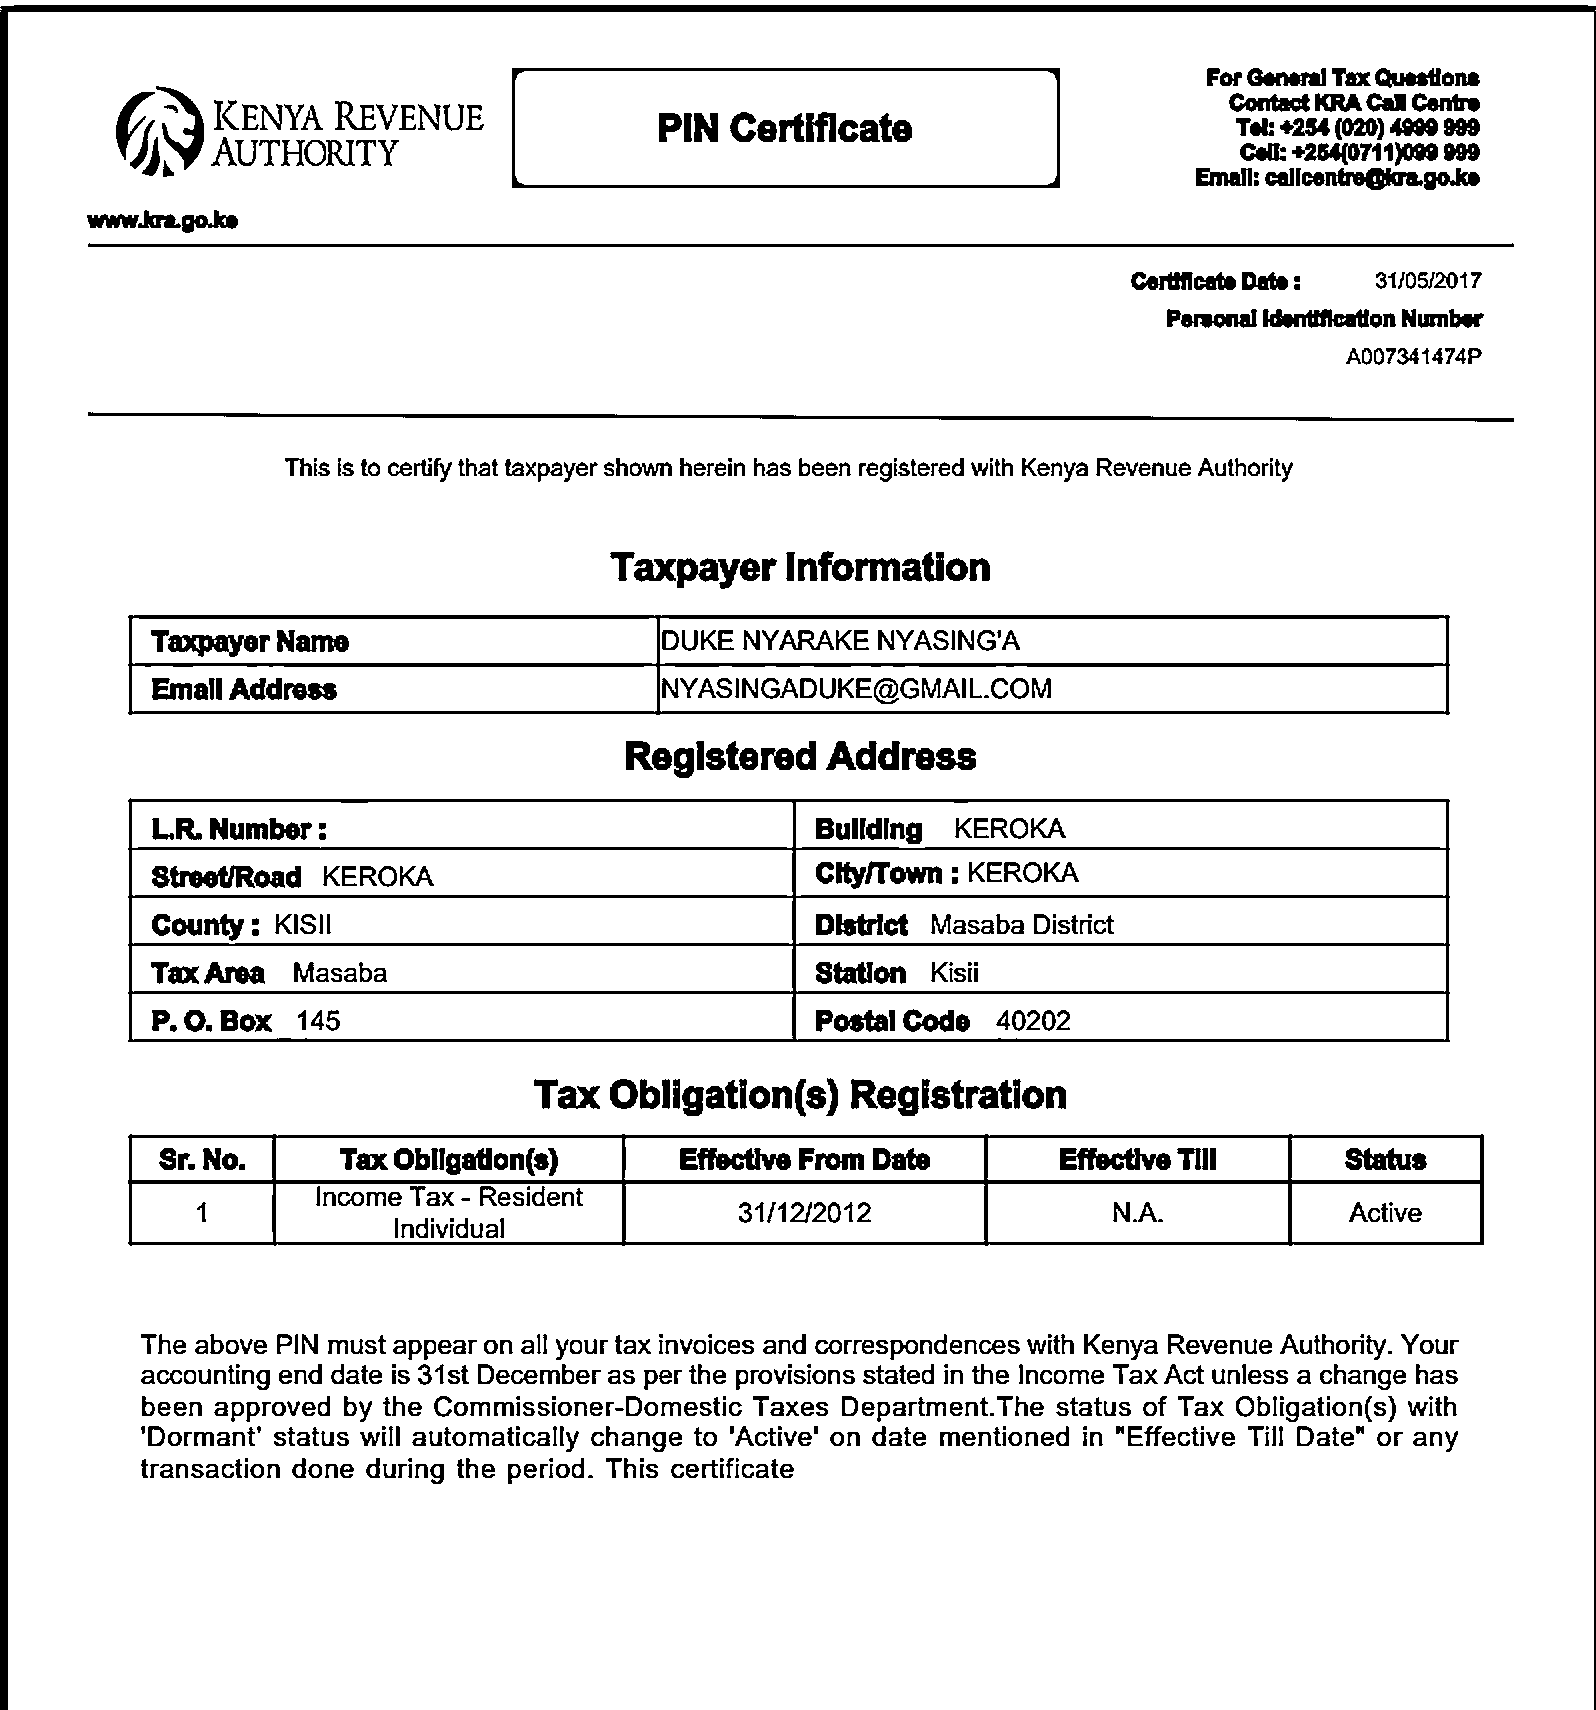 KENYA REVENUE
AUTHORITY
www.kra.go.ke
PIN Certificate
For General Tax Questions
Contact KRA Call Centre
Tel: +254 (020) 4999 999
Cell: +254(0711)099 999
Email: callcentre@kra.go.ke
Certificate Date : 31/05/2017
Personal Identification Number
A007341474P
This is to certify that taxpayer shown herein has been registered with Kenya Revenue Authority
Taxpayer Information
Taxpayer Name DUKE NYARAKE NYASING'A
Email Address NYASINGADUKE@GMAIL.COM
Registered Address
L.R. Number : Building KEROKA
Street/Road KEROKA City/Town : KEROKA
County : KISII District Masaba District
Tax Area Masaba Station Kisii
P. O. Box 145 Postal Code 40202
Tax Obligation(s) Registration
Sr. No. Tax Obligation(s) Effective From Date Effective Till Status
1 Income Tax - Resident Individual 31/12/2012 N.A. Active
The above PIN must appear on all your tax invoices and correspondences with Kenya Revenue Authority. Your
accounting end date is 31st December as per the provisions stated in the Income Tax Act unless a change has
been approved by the Commissioner-Domestic Taxes Department.The status of Tax Obligation(s) with
'Dormant' status will automatically change to 'Active' on date mentioned in "Effective Till Date" or any
transaction done during the period. This certificate